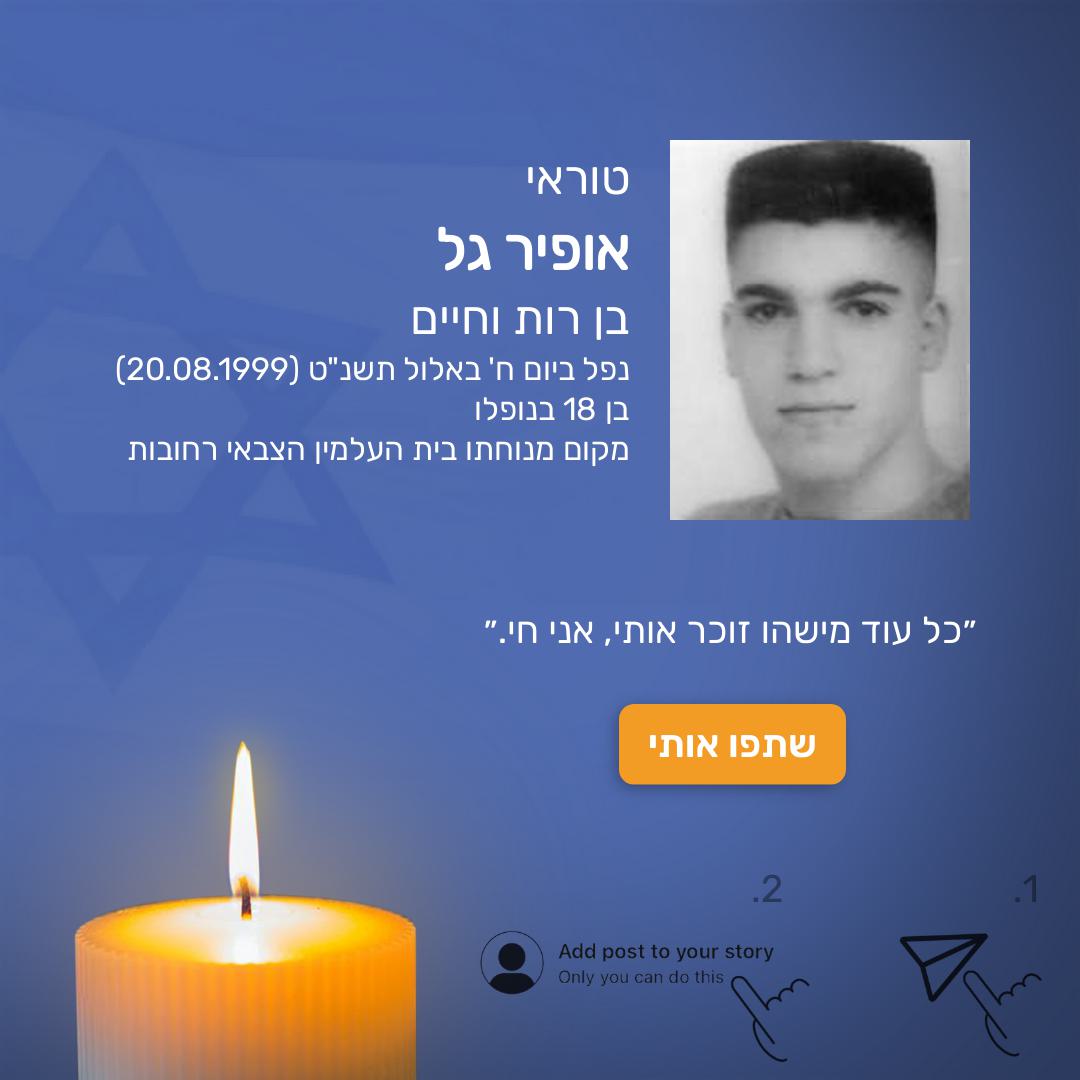 טוראי
אופיר גל
בן רות וחיים
נפל ביום ח' באלול תשנ"ט (20.08.1999)
בן 18 בנופלו
מקום מנוחתו בית העלמין הצבאי רחובות
״כל עוד מישהו זוכר אותי, אני חי.״
שתפו אותי
1.
2.
Add post to your story
Only you can do this